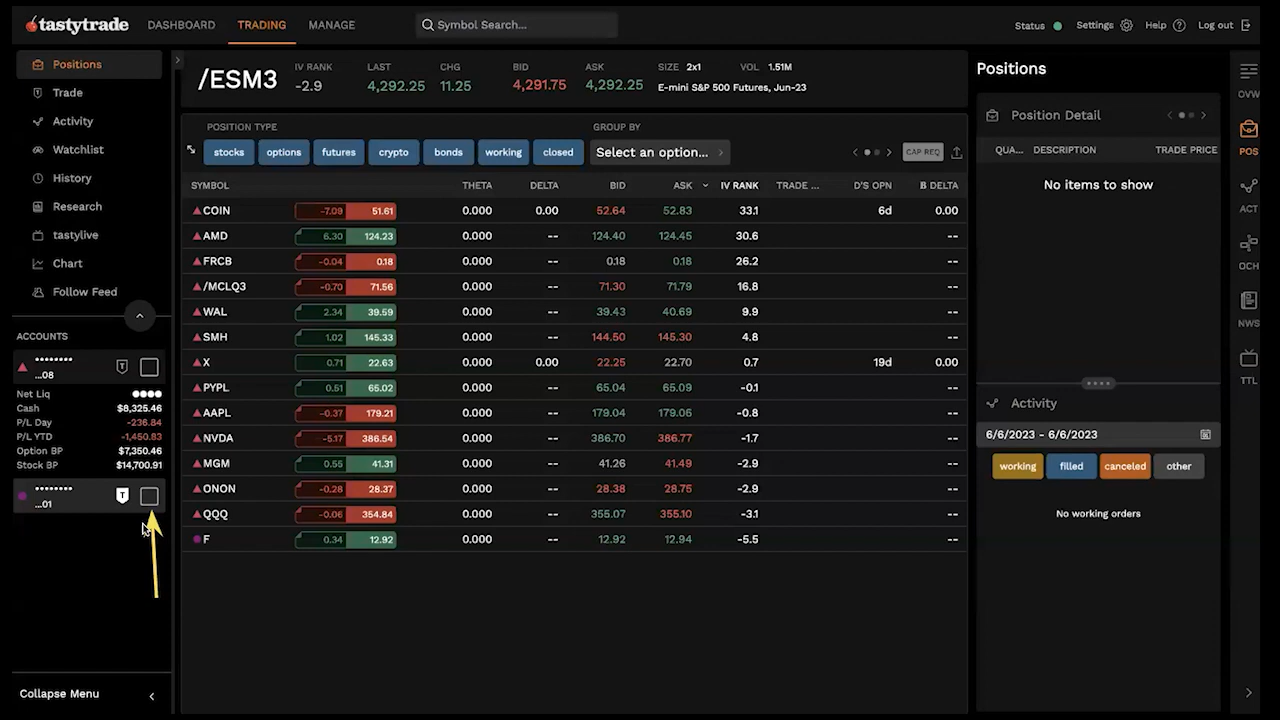 tastytrade DASHBOARD TRADING MANAGE Symbol Search... Status Settings Help ? Log out
Positions
Trade
Activity
Watchlist
History
Research
tastylive
Chart
Follow Feed
ACCOUNTS
...08
Net Liq
Cash $8,325.46
P/L Day -236.84
P/L YTD -1,450.83
Option BP $7,350.46
Stock BP $14,700.91
...01
Collapse Menu
/ESM3 IV RANK LAST CHG BID ASK SIZE 2x1 VOL 1.51M
-2.9 4,292.25 11.25 4,291.75 4,292.25 E-mini S&P 500 Futures, Jun-23
POSITION TYPE GROUP BY
stocks options futures crypto bonds working closed Select an option... CAP REQ
SYMBOL THETA DELTA BID ASK IV RANK TRADE ... D'S OPN ß DELTA
COIN -7.09 51.61 0.000 0.00 52.64 52.83 33.1 6d 0.00
AMD 6.30 124.23 0.000 -- 124.40 124.45 30.6 --
FRCB -0.04 0.18 0.000 -- 0.18 0.18 26.2 --
/MCLQ3 -0.70 71.56 0.000 -- 71.30 71.79 16.8 --
WAL 2.34 39.59 0.000 -- 39.43 40.69 9.9 --
SMH 1.02 145.33 0.000 -- 144.50 145.30 4.8 --
X 0.71 22.63 0.000 0.00 22.25 22.70 0.7 19d 0.00
PYPL 0.51 65.02 0.000 -- 65.04 65.09 -0.1 --
AAPL -0.37 179.21 0.000 -- 179.04 179.06 -0.8 --
NVDA -5.17 386.54 0.000 -- 386.70 386.77 -1.7 --
MGM 0.55 41.31 0.000 -- 41.26 41.49 -2.9 --
ONON -0.28 28.37 0.000 -- 28.38 28.75 -2.9 --
QQQ -0.06 354.84 0.000 -- 355.07 355.10 -3.1 --
F 0.34 12.92 0.000 -- 12.92 12.94 -5.5 --
Positions
Position Detail
QUA... DESCRIPTION TRADE PRICE
No items to show
Activity
6/6/2023 - 6/6/2023
working filled canceled other
No working orders
OVW
POS
ACT
OCH
NWS
TTL